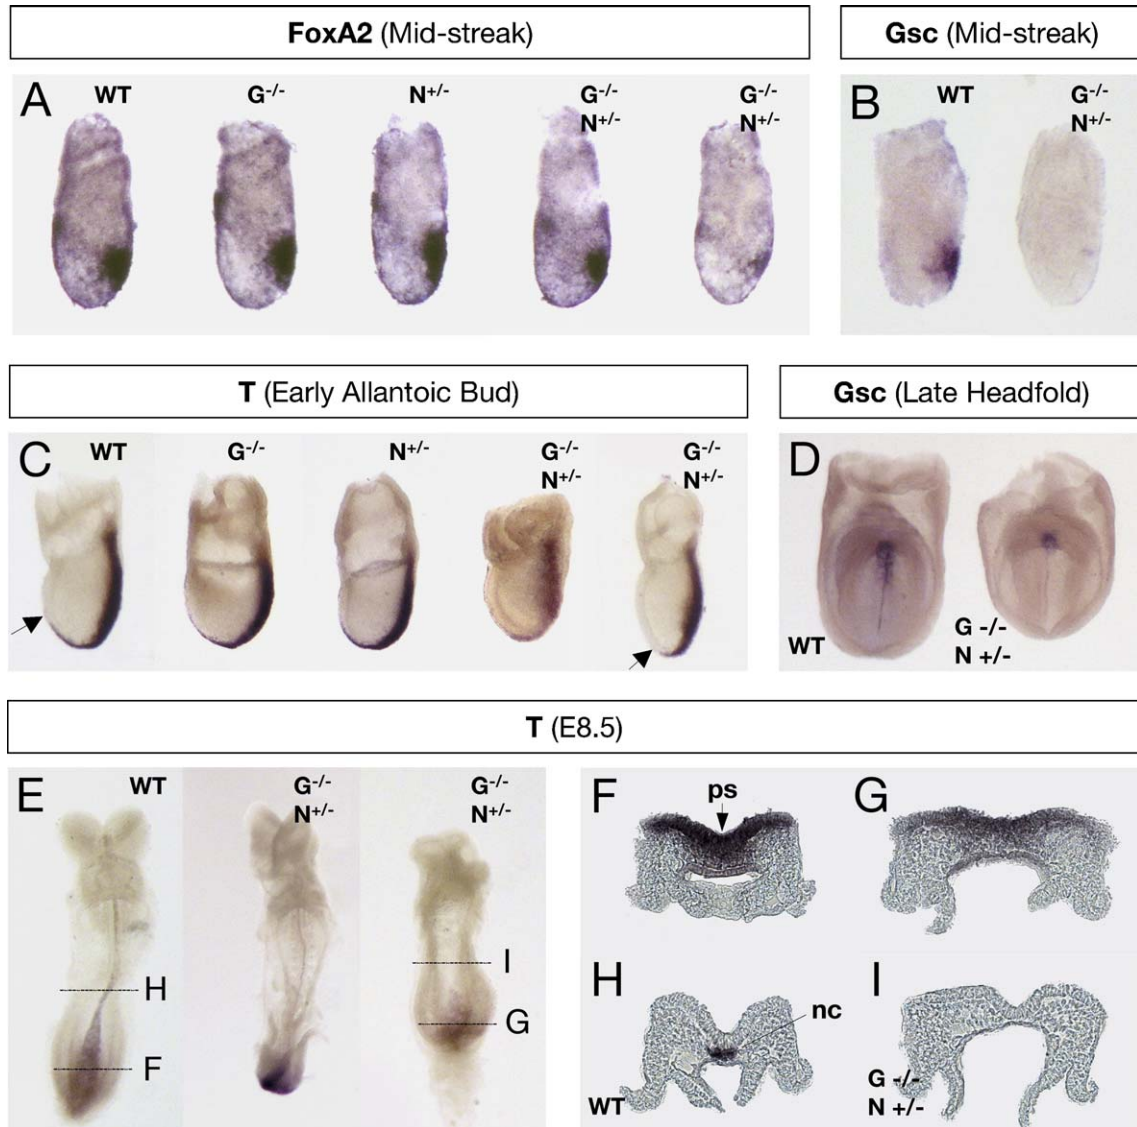 FoxA2 (Mid-streak)
Gsc (Mid-streak)
A
WT
G-/-
N+/-
G-/-
N+/-
G-/-
N+/-
B
WT
G-/-
N+/-
T (Early Allantoic Bud)
Gsc (Late Headfold)
C
WT
G-/-
N+/-
G-/-
N+/-
G-/-
N+/-
D
WT
G -/-
N +/-
T (E8.5)
E
WT
G-/-
N+/-
G-/-
N+/-
H
F
I
G
F
ps
G
H
nc
WT
I
G -/-
N +/-